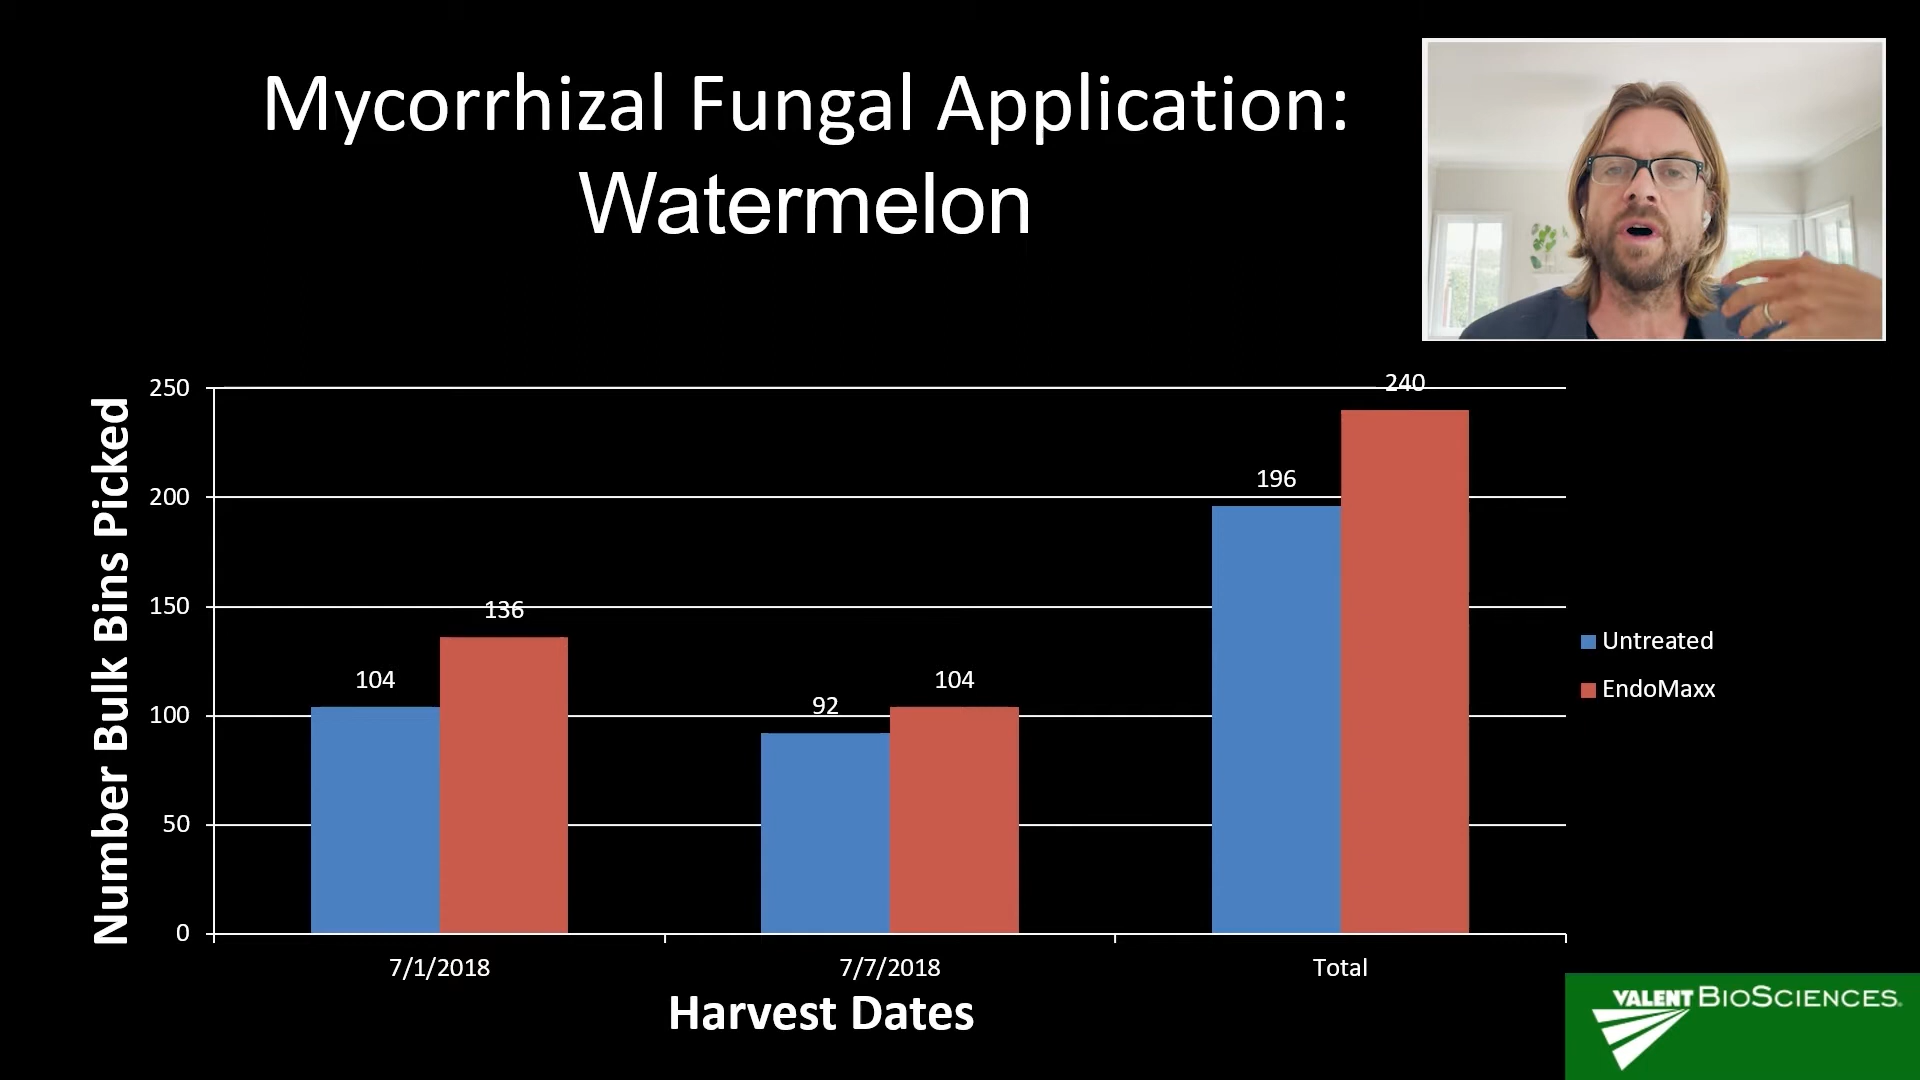 Mycorrhizal Fungal Application:
Watermelon
Number Bulk Bins Picked
250
200
150
100
50
0
104
136
92
104
196
240
7/1/2018
7/7/2018
Total
Harvest Dates
Untreated
EndoMaxx
VALENT BIOSCIENCES®